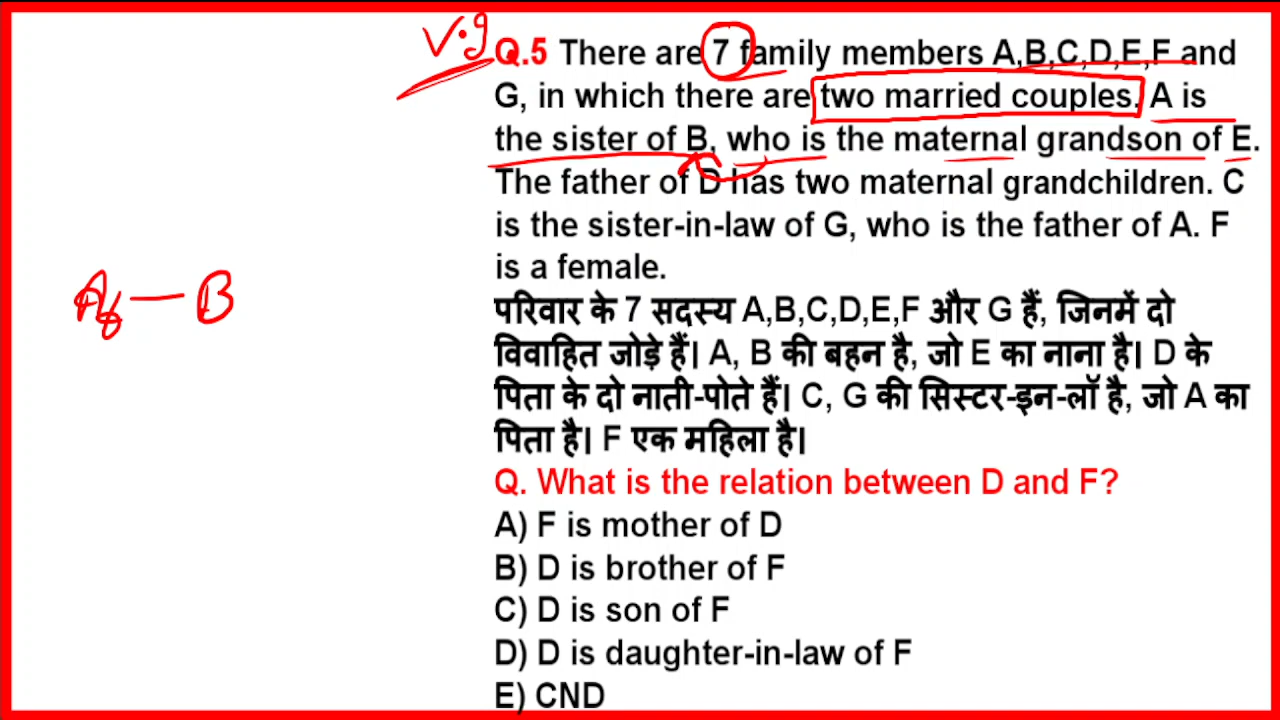 V.g
Q.5 There are 7 family members A,B,C,D,E,F and
G, in which there are two married couples. A is
the sister of B, who is the maternal grandson of E.
The father of D has two maternal grandchildren. C
is the sister-in-law of G, who is the father of A. F
is a female.
A — B
परिवार के 7 सदस्य A,B,C,D,E,F और G हैं, जिनमें दो
विवाहित जोड़े हैं। A, B की बहन है, जो E का नाना है। D के
पिता के दो नाती-पोते हैं। C, G की सिस्टर-इन-लॉ है, जो A का
पिता है। F एक महिला है।
Q. What is the relation between D and F?
A) F is mother of D
B) D is brother of F
C) D is son of F
D) D is daughter-in-law of F
E) CND